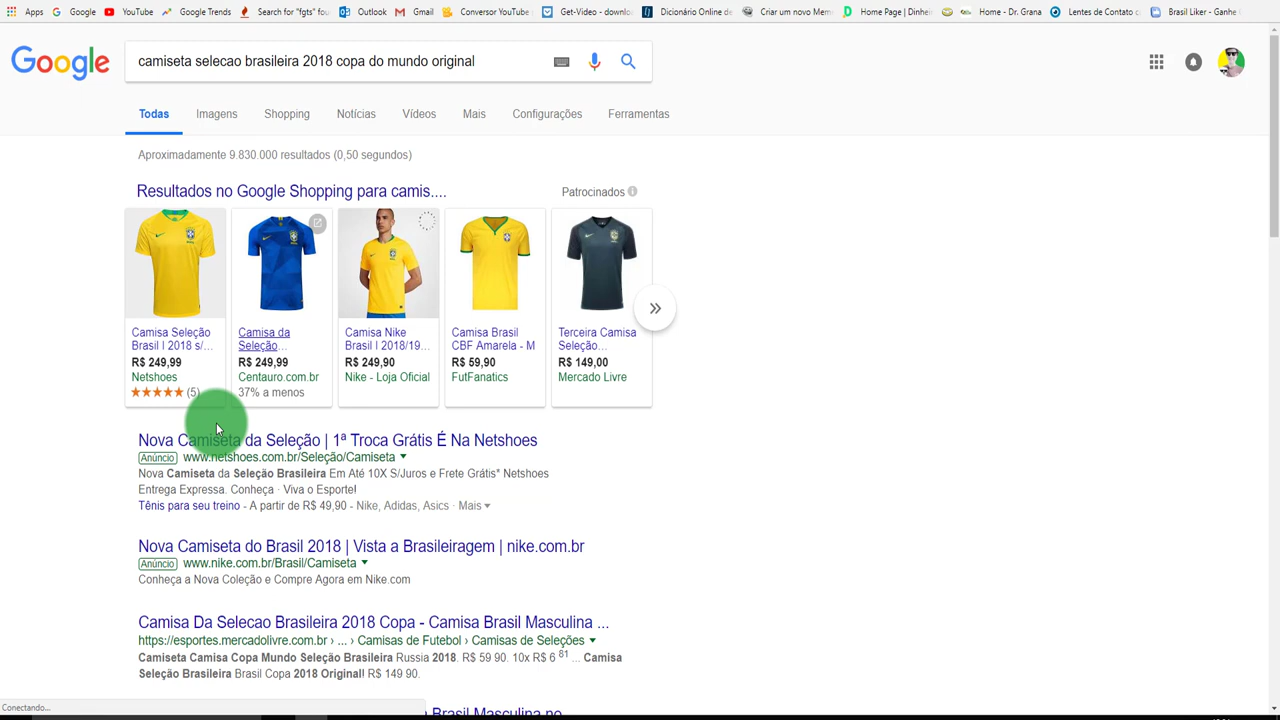 Apps Google YouTube Google Trends Search for "fgts" fou Outlook Gmail Conversor YouTube Get-Video - downlo Dicionário Online de Criar um novo Mem Home Page | Dinhei Home - Dr. Grana Lentes de Contato c Brasil Liker - Ganhe
Google
camiseta selecao brasileira 2018 copa do mundo original
Todas Imagens Shopping Notícias Vídeos Mais Configurações Ferramentas
Aproximadamente 9.830.000 resultados (0,50 segundos)
Resultados no Google Shopping para camis.... Patrocinados
Camisa Seleção
Brasil I 2018 s/...
R$ 249,99
Netshoes
★★★★★ (5)
Camisa da
Seleção...
R$ 249,99
Centauro.com.br
37% a menos
Camisa Nike
Brasil I 2018/19...
R$ 249,90
Nike - Loja Oficial
Camisa Brasil
CBF Amarela - M
R$ 59,90
FutFanatics
Terceira Camisa
Seleção...
R$ 149,00
Mercado Livre
Nova Camiseta da Seleção | 1ª Troca Grátis É Na Netshoes
Anúncio www.netshoes.com.br/Seleção/Camiseta
Nova Camiseta da Seleção Brasileira Em Até 10X S/Juros e Frete Grátis* Netshoes
Entrega Expressa. Conheça · Viva o Esporte!
Tênis para seu treino - A partir de R$ 49,90 - Nike, Adidas, Asics · Mais
Nova Camiseta do Brasil 2018 | Vista a Brasileiragem | nike.com.br
Anúncio www.nike.com.br/Brasil/Camiseta
Conheça a Nova Coleção e Compre Agora em Nike.com
Camisa Da Selecao Brasileira 2018 Copa - Camisa Brasil Masculina ...
https://esportes.mercadolivre.com.br › ... › Camisas de Futebol › Camisas de Seleções
Camiseta Camisa Copa Mundo Seleção Brasileira Russia 2018. R$ 59 90. 10x R$ 6 81 ... Camisa
Seleção Brasileira Brasil Copa 2018 Original! R$ 149 90.
Brasil Masculina no
Conectando...